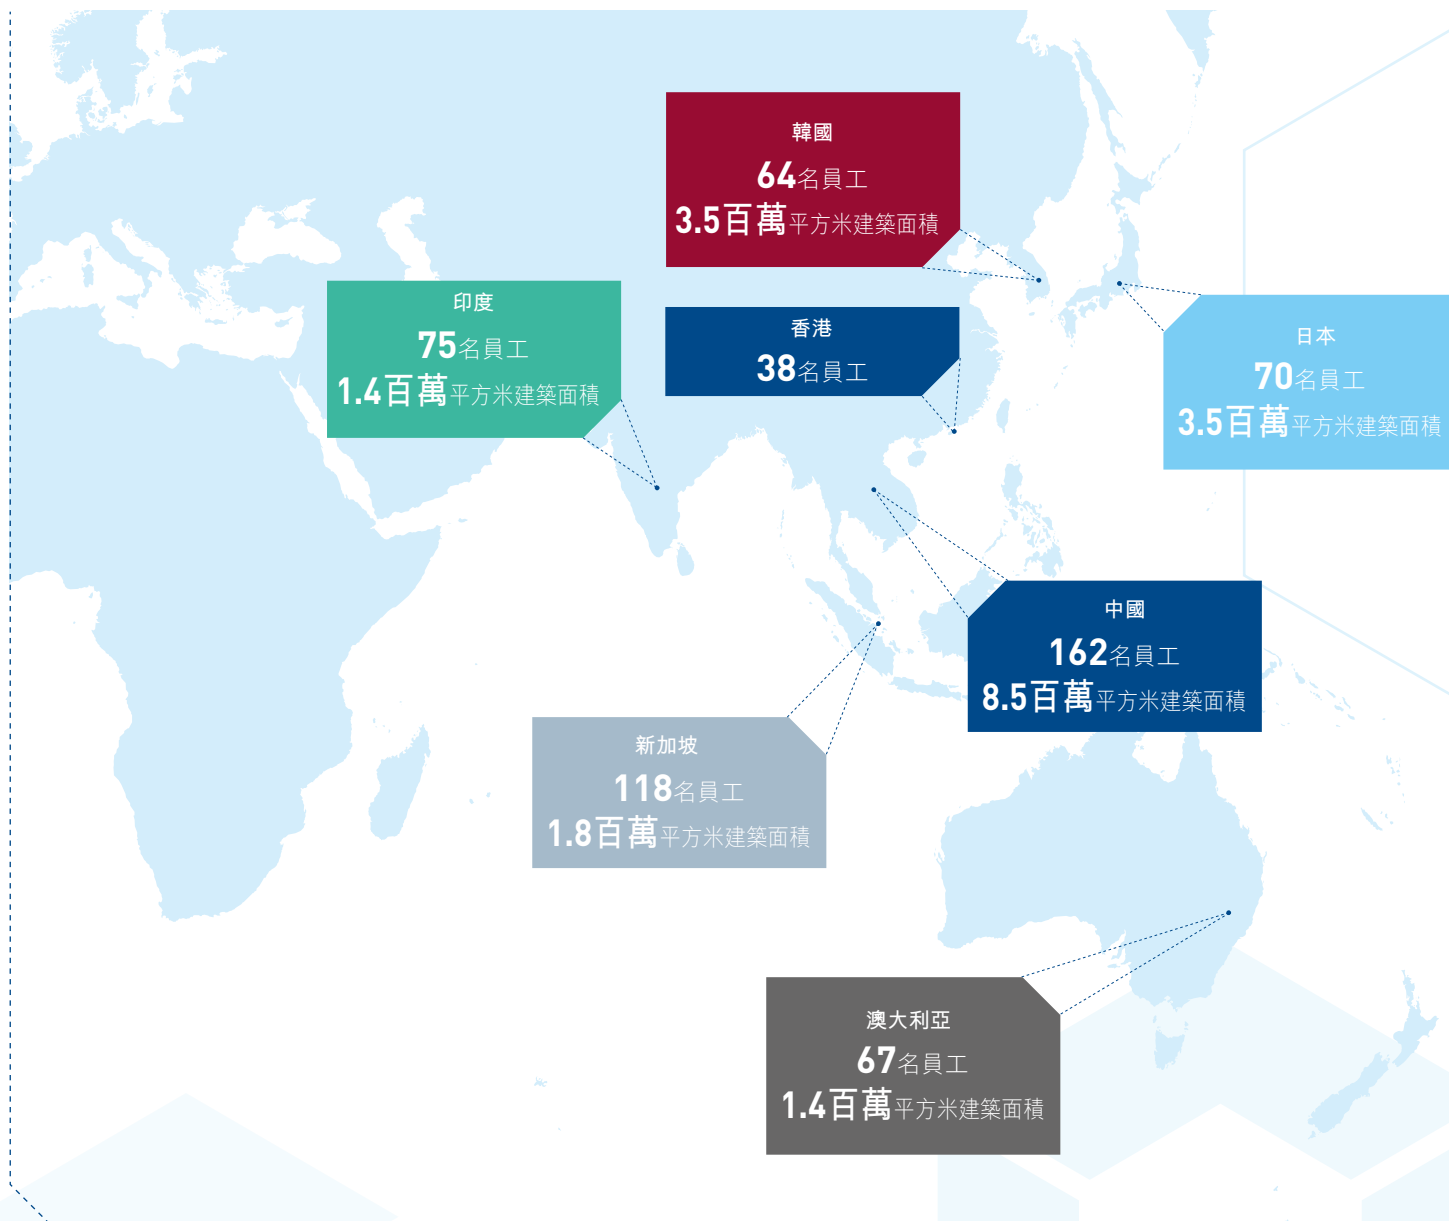 韓國
64名員工
3.5百萬平方米建築面積
印度
75名員工
1.4百萬平方米建築面積
香港
38名員工
日本
70名員工
3.5百萬平方米建築面積
中國
162名員工
8.5百萬平方米建築面積
新加坡
118名員工
1.8百萬平方米建築面積
澳大利亞
67名員工
1.4百萬平方米建築面積